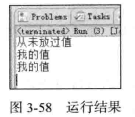 Problems Tasks
<terminated> Run (3) [J
从未放过值
我的值
我的值
图 3-58 运行结果